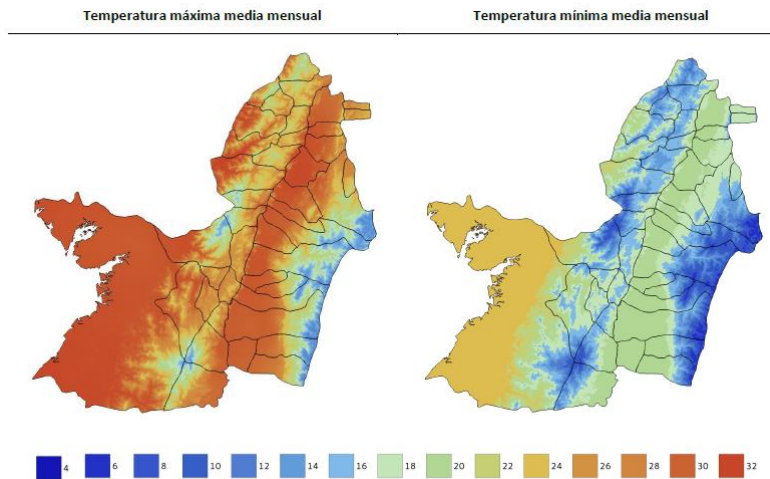 Temperatura máxima media mensual
Temperatura mínima media mensual
4 6 8 10 12 14 16 18 20 22 24 26 28 30 32